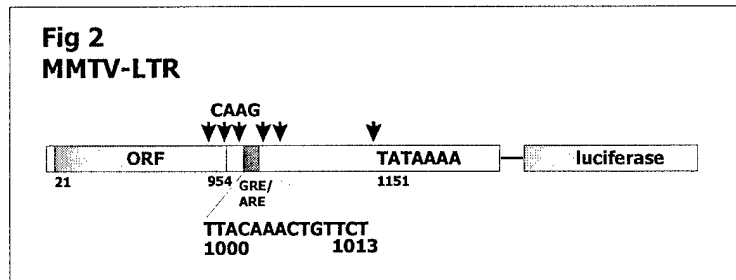 Fig 2
MMTV-LTR
CAAG
ORF
TATAAAA
luciferase
21
954
GRE/
ARE
1151
TTACAAACTGTTCT
1000
1013